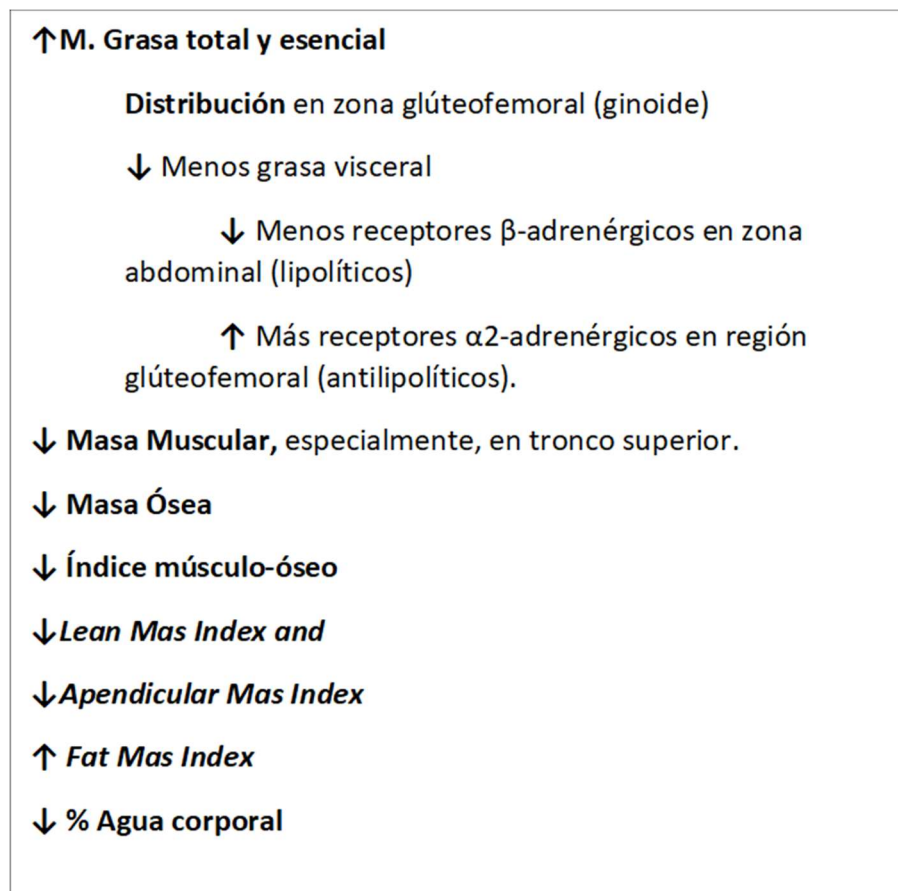 ↑M. Grasa total y esencial
Distribución en zona glúteofemoral (ginoide)
↓ Menos grasa visceral
↓ Menos receptores β-adrenérgicos en zona
abdominal (lipolíticos)
↑ Más receptores α2-adrenérgicos en región
glúteofemoral (antilipolíticos).
↓ Masa Muscular, especialmente, en tronco superior.
↓ Masa Ósea
↓ Índice músculo-óseo
↓Lean Mas Index and
↓Apendicular Mas Index
↑ Fat Mas Index
↓ % Agua corporal